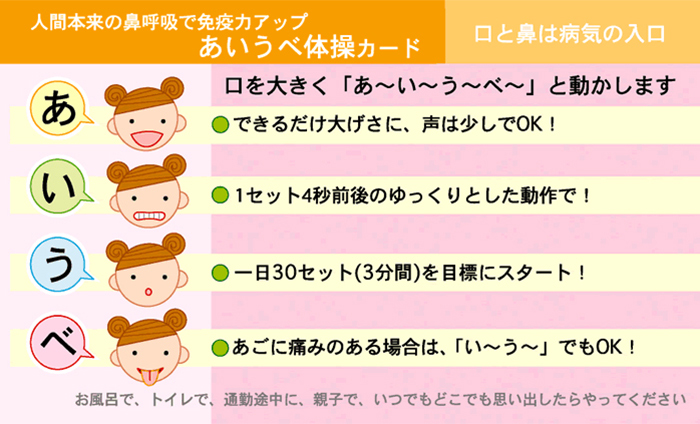 人間本来の鼻呼吸で免疫力アップ
あいうべ体操カード
口と鼻は病気の入口
口を大きく「あ〜い〜う〜べ〜」と動かします
あ
●できるだけ大げさに、声は少しでOK！
い
●1セット4秒前後のゆっくりとした動作で！
う
●一日30セット(3分間)を目標にスタート！
べ
●あごに痛みのある場合は、「い〜う〜」でもOK！
お風呂で、トイレで、通勤途中に、親子で、いつでもどこでも思い出したらやってください